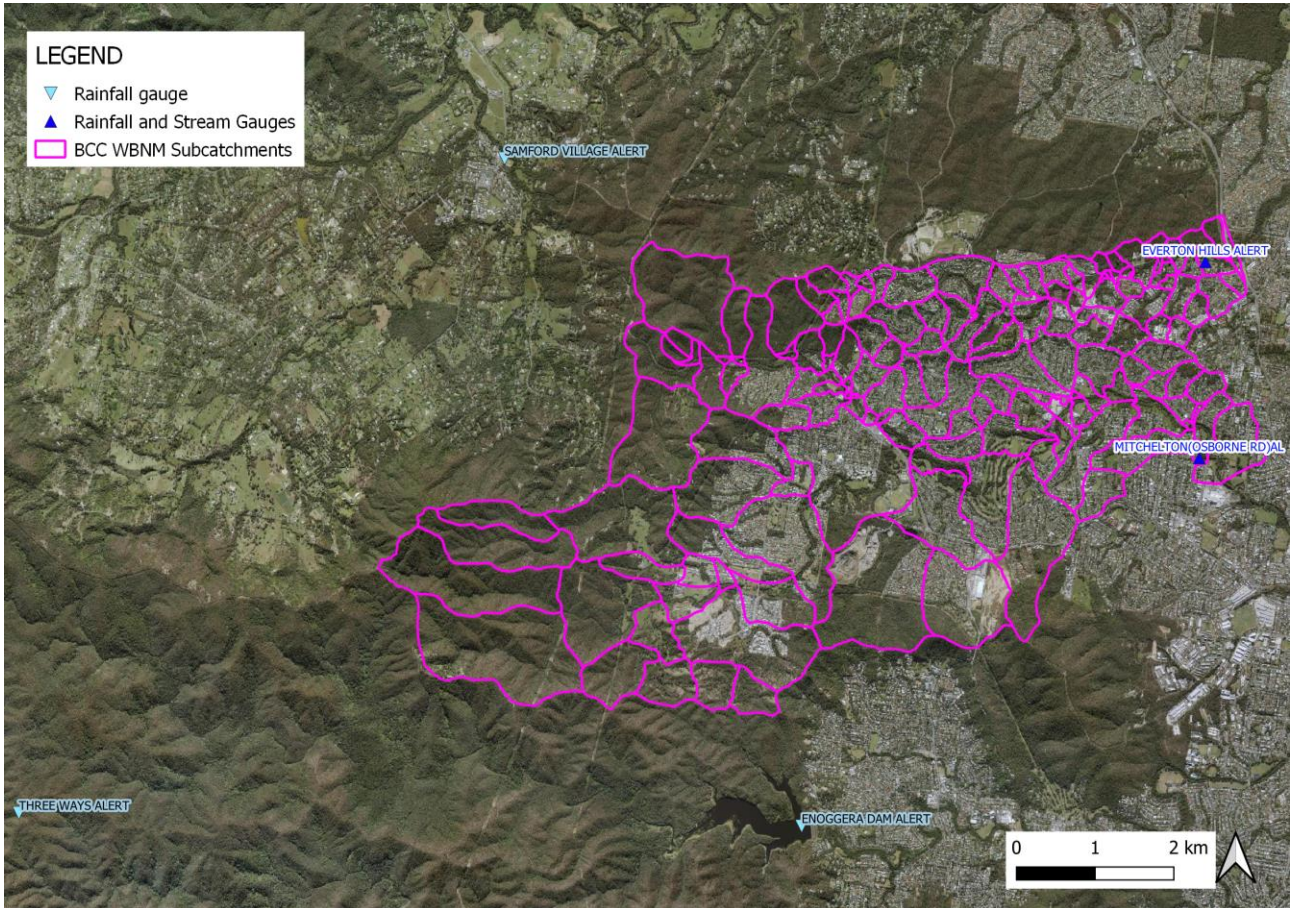 LEGEND
Rainfall gauge
Rainfall and Stream Gauges
BCC WBNM Subcatchments
SAMFORD VILLAGE ALERT
EVERTON HILLS ALERT
MITCHELTON(OSBORNE RD)AL
THREE WAYS ALERT
ENOGGERA DAM ALERT
0 1 2 km